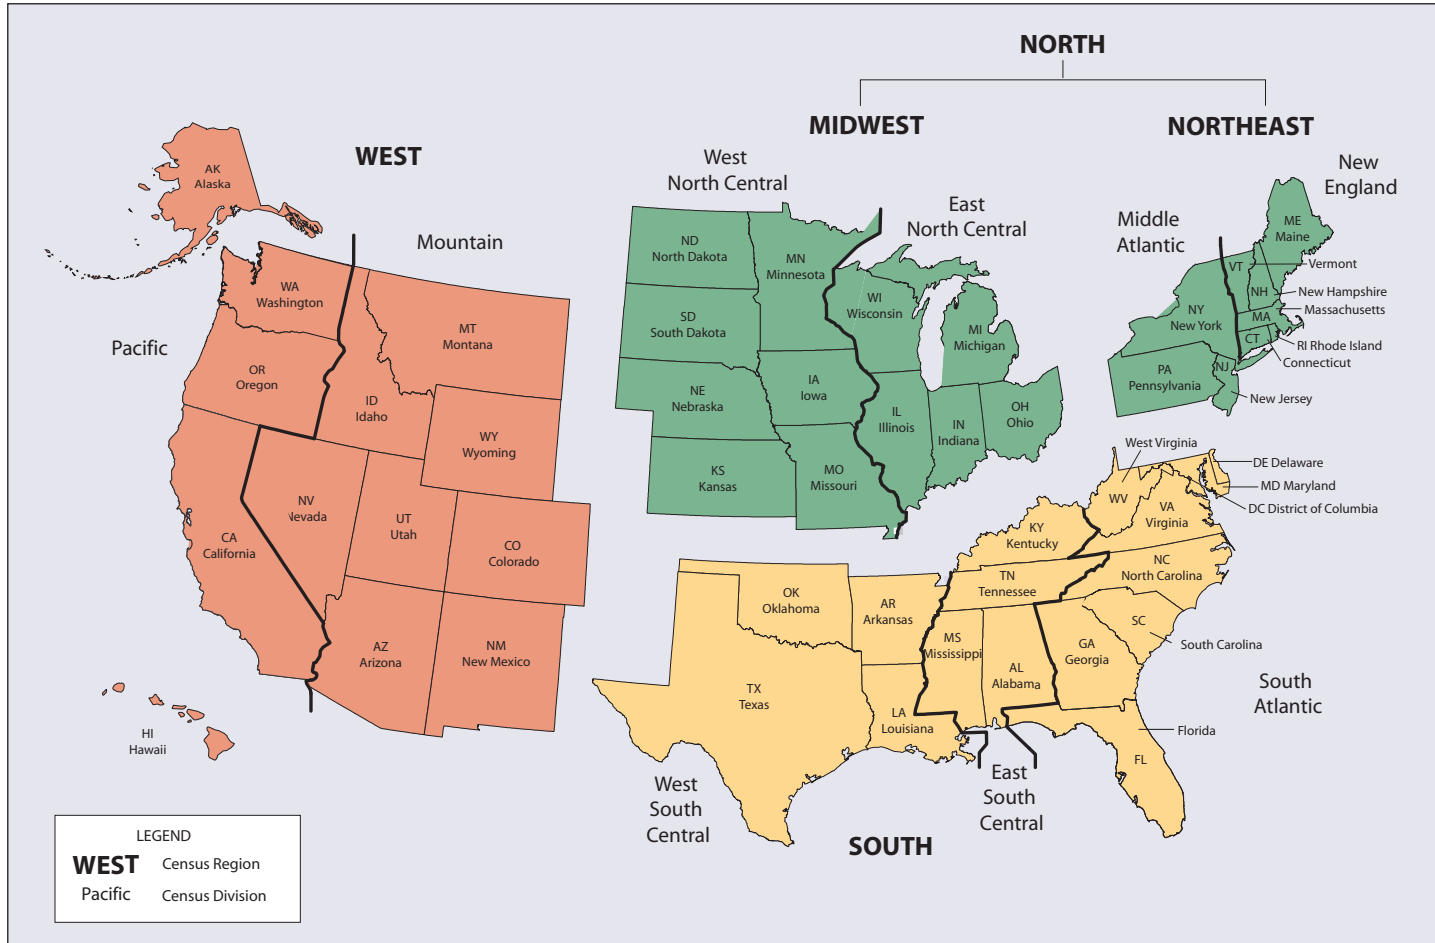 NORTH
MIDWEST
NORTHEAST
WEST
West
North Central
East
North Central
New
England
Middle
Atlantic
Mountain
Pacific
AK
Alaska
WA
Washington
MT
Montana
OR
Oregon
ID
Idaho
WY
Wyoming
NV
Nevada
UT
Utah
CO
Colorado
CA
California
AZ
Arizona
NM
New Mexico
HI
Hawaii
ND
North Dakota
MN
Minnesota
SD
South Dakota
WI
Wisconsin
MI
Michigan
NE
Nebraska
IA
Iowa
IL
Illinois
IN
Indiana
OH
Ohio
KS
Kansas
MO
Missouri
ME
Maine
VT
Vermont
NH
New Hampshire
Massachusetts
MA
NY
New York
RI Rhode Island
CT
Connecticut
PA
Pennsylvania
NJ
New Jersey
West Virginia
DE Delaware
MD Maryland
DC District of Columbia
WV
VA
Virginia
KY
Kentucky
NC
North Carolina
TN
Tennessee
OK
Oklahoma
AR
Arkansas
SC
South Carolina
MS
Mississippi
AL
Alabama
GA
Georgia
TX
Texas
LA
Louisiana
South
Atlantic
Florida
FL
West
South
Central
East
South
Central
SOUTH
LEGEND
WEST Census Region
Pacific Census Division